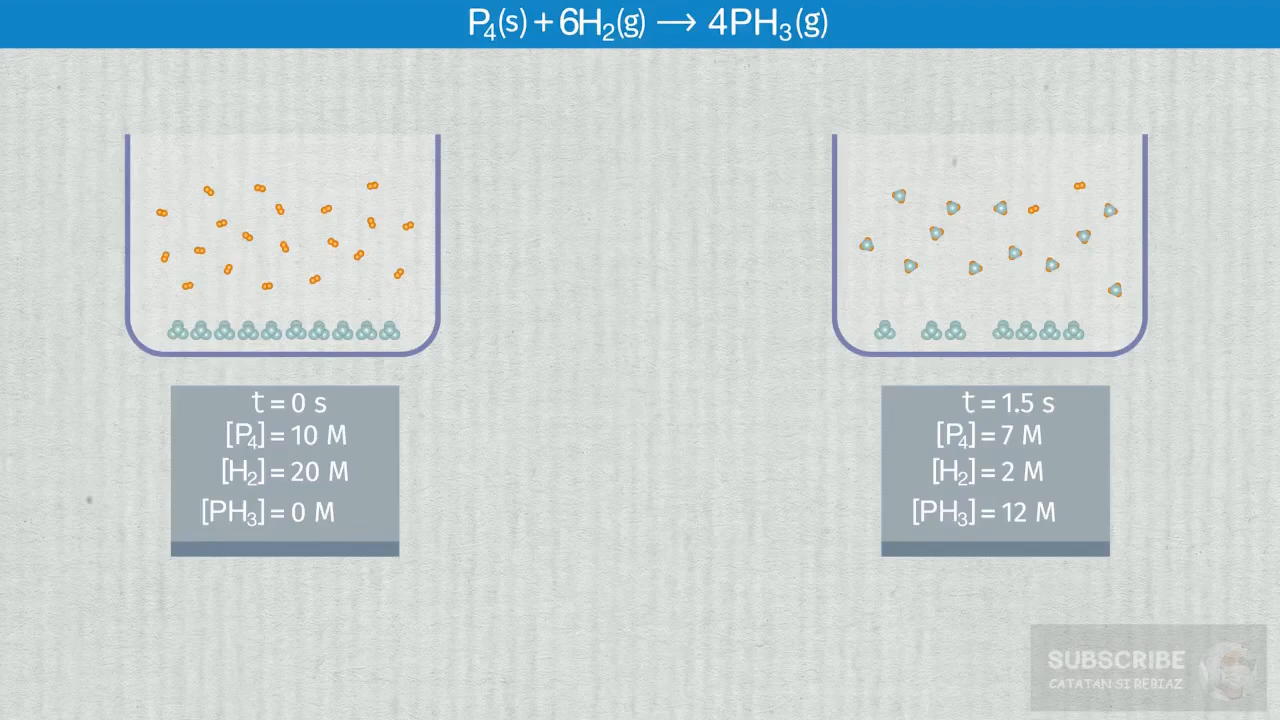 P₄(s) + 6H₂(g) ⟶ 4PH₃(g)
t = 0 s
[P₄] = 10 M
[H₂] = 20 M
[PH₃] = 0 M
t = 1.5 s
[P₄] = 7 M
[H₂] = 2 M
[PH₃] = 12 M
SUBSCRIBE
CATATAN SI REBIAZ